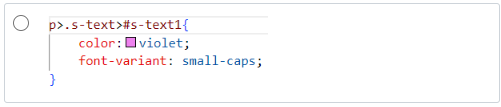 p>.s-text>#s-text1{
color:violet;
font-variant: small-caps;
}